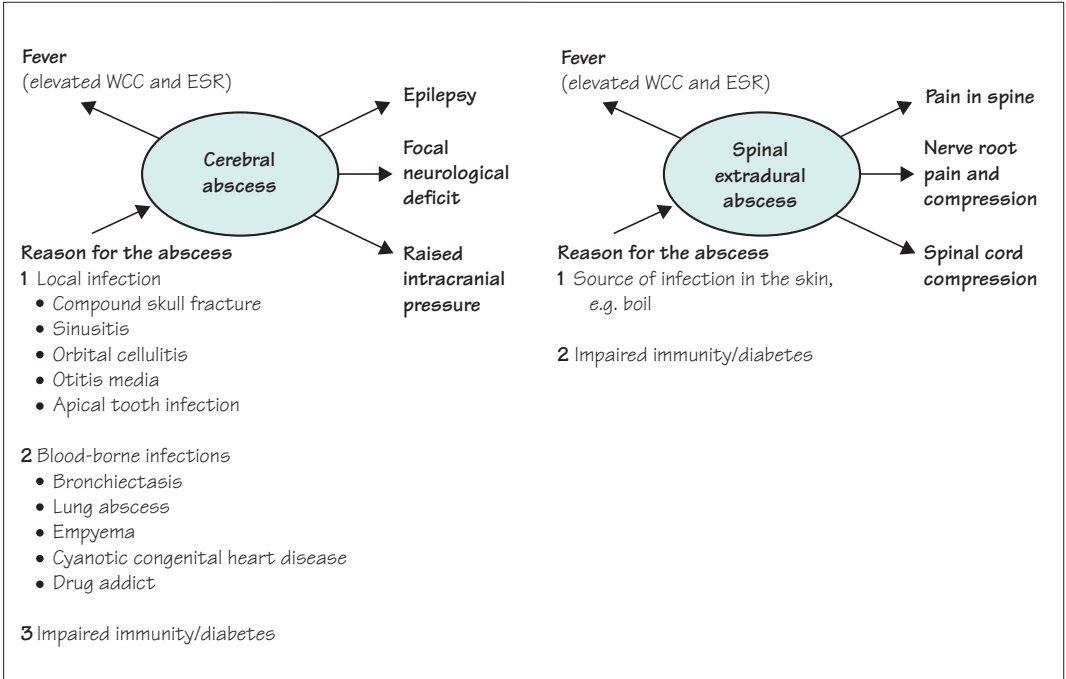 Fever
(elevated WCC and ESR)
Cerebral
abscess
Epilepsy
Focal
neurological
deficit
Raised
intracranial
pressure
Reason for the abscess
1 Local infection
• Compound skull fracture
• Sinusitis
• Orbital cellulitis
• Otitis media
• Apical tooth infection
2 Blood-borne infections
• Bronchiectasis
• Lung abscess
• Empyema
• Cyanotic congenital heart disease
• Drug addict
3 Impaired immunity/diabetes
Fever
(elevated WCC and ESR)
Spinal
extradural
abscess
Pain in spine
Nerve root
pain and
compression
Spinal cord
compression
Reason for the abscess
1 Source of infection in the skin,
e.g. boil
2 Impaired immunity/diabetes